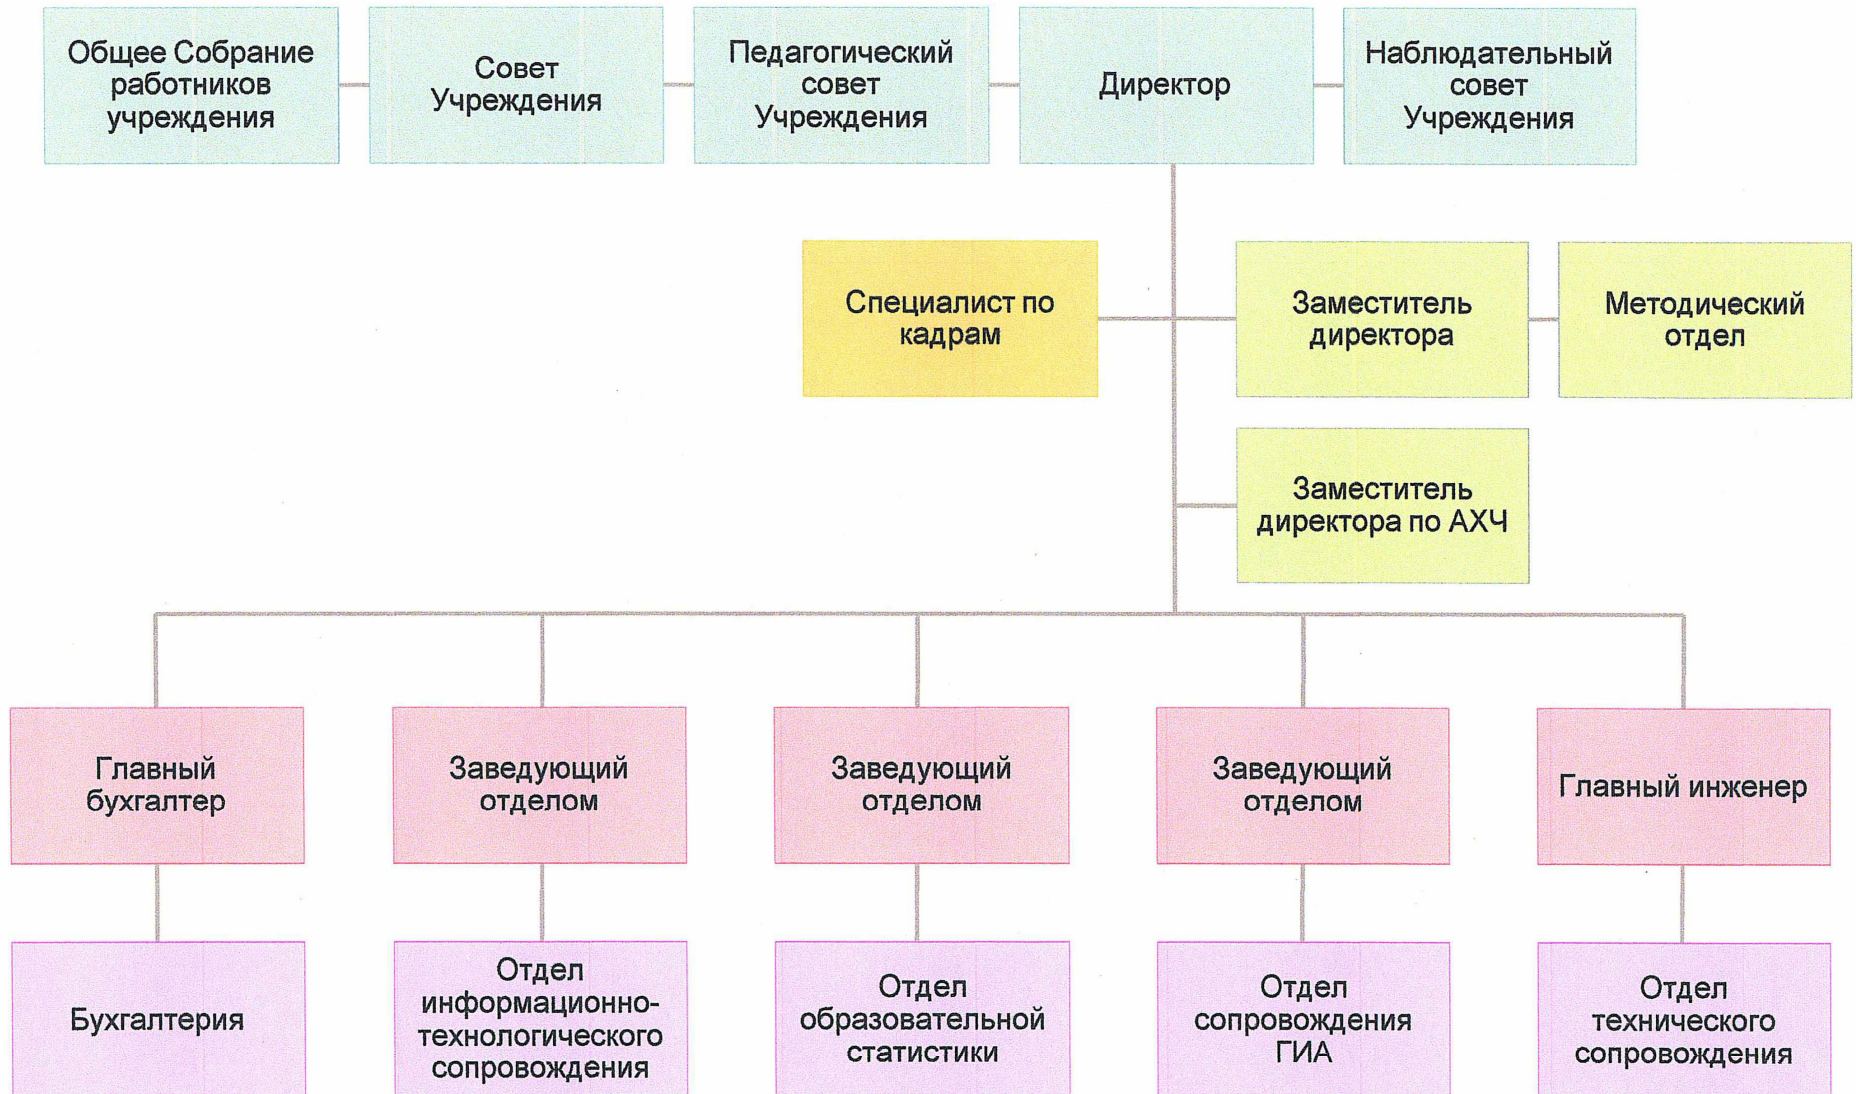 Общее Собрание
работников
учреждения
Совет
Учреждения
Педагогический
совет
Учреждения
Директор
Наблюдательный
совет
Учреждения
Специалист по
кадрам
Заместитель
директора
Методический
отдел
Заместитель
директора по АХЧ
Главный
бухгалтер
Заведующий
отделом
Заведующий
отделом
Заведующий
отделом
Главный инженер
Бухгалтерия
Отдел
информационно-
технологического
сопровождения
Отдел
образовательной
статистики
Отдел
сопровождения
ГИА
Отдел
технического
сопровождения